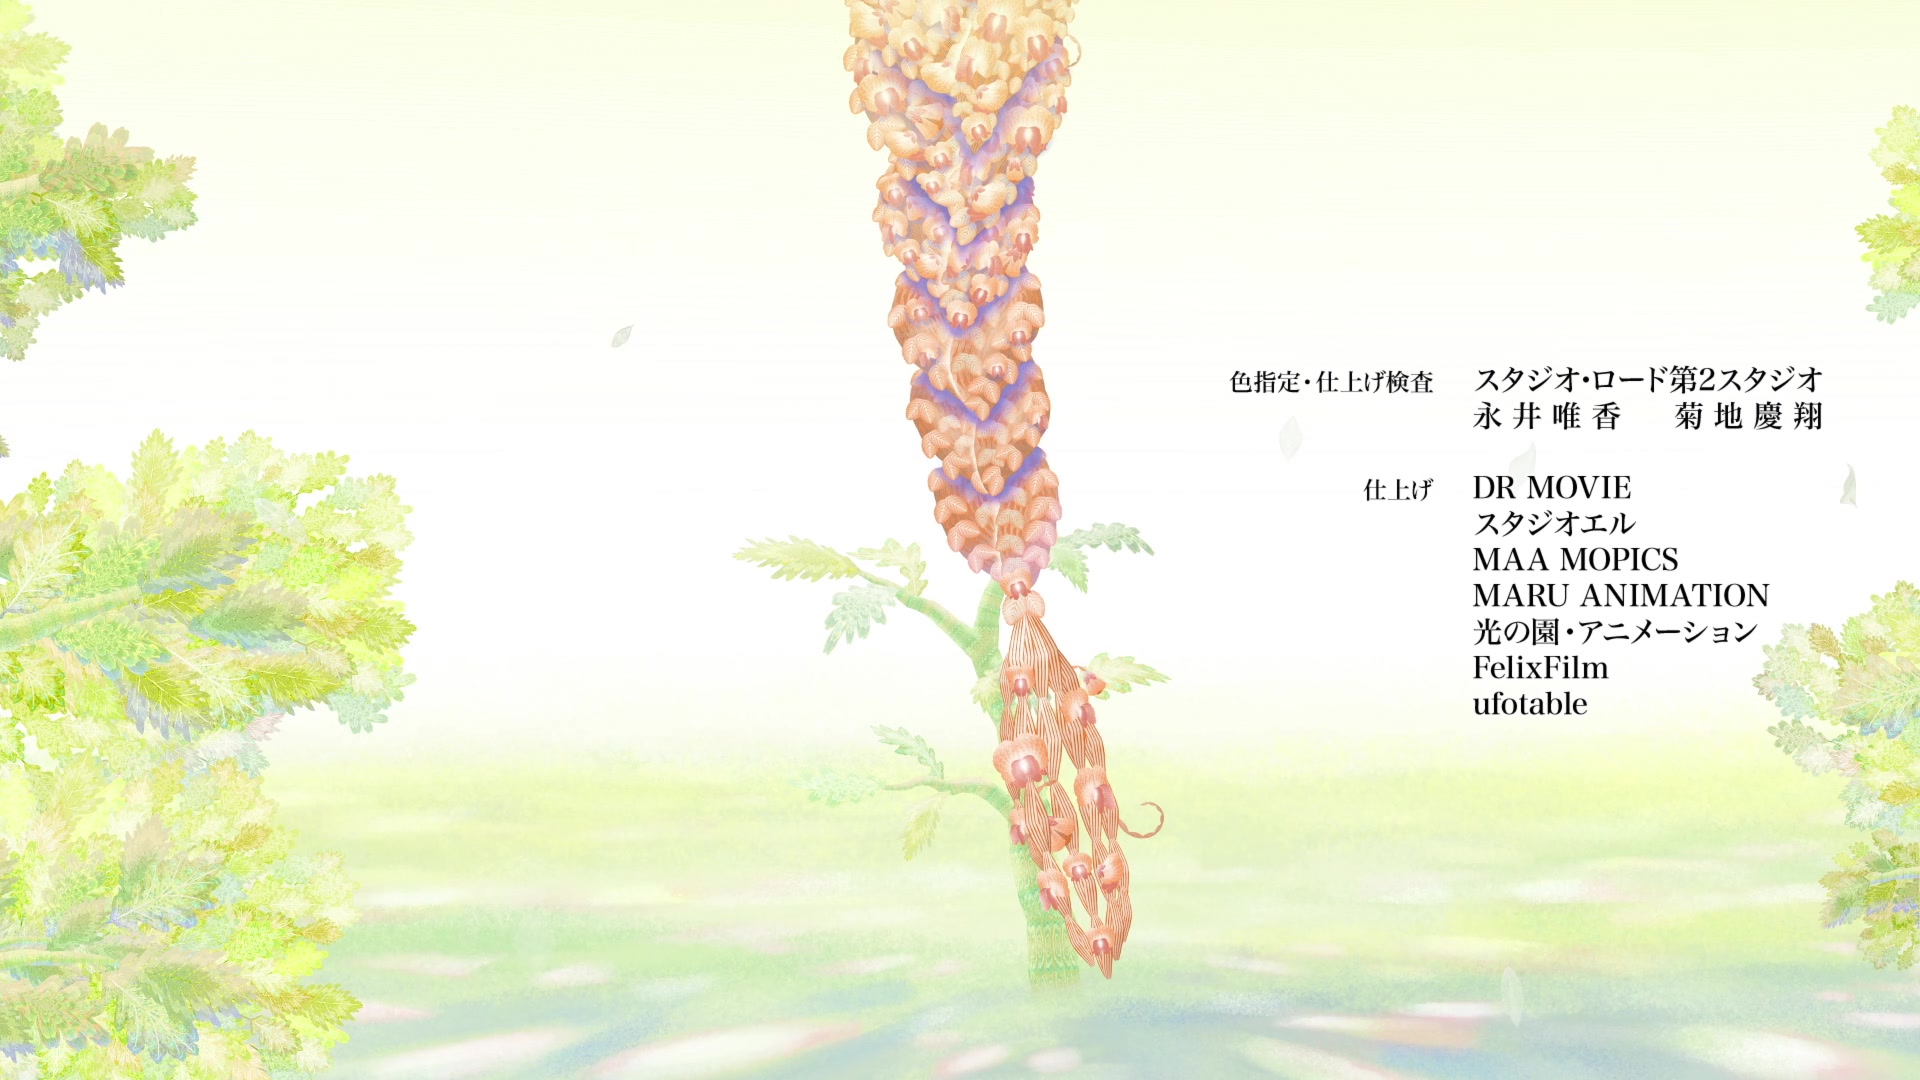 色指定・仕上げ検査 スタジオ・ロード第2スタジオ
永井唯香 菊地慶翔
仕上げ DR MOVIE
スタジオエル
MAA MOPICS
MARU ANIMATION
光の園・アニメーション
FelixFilm
ufotable